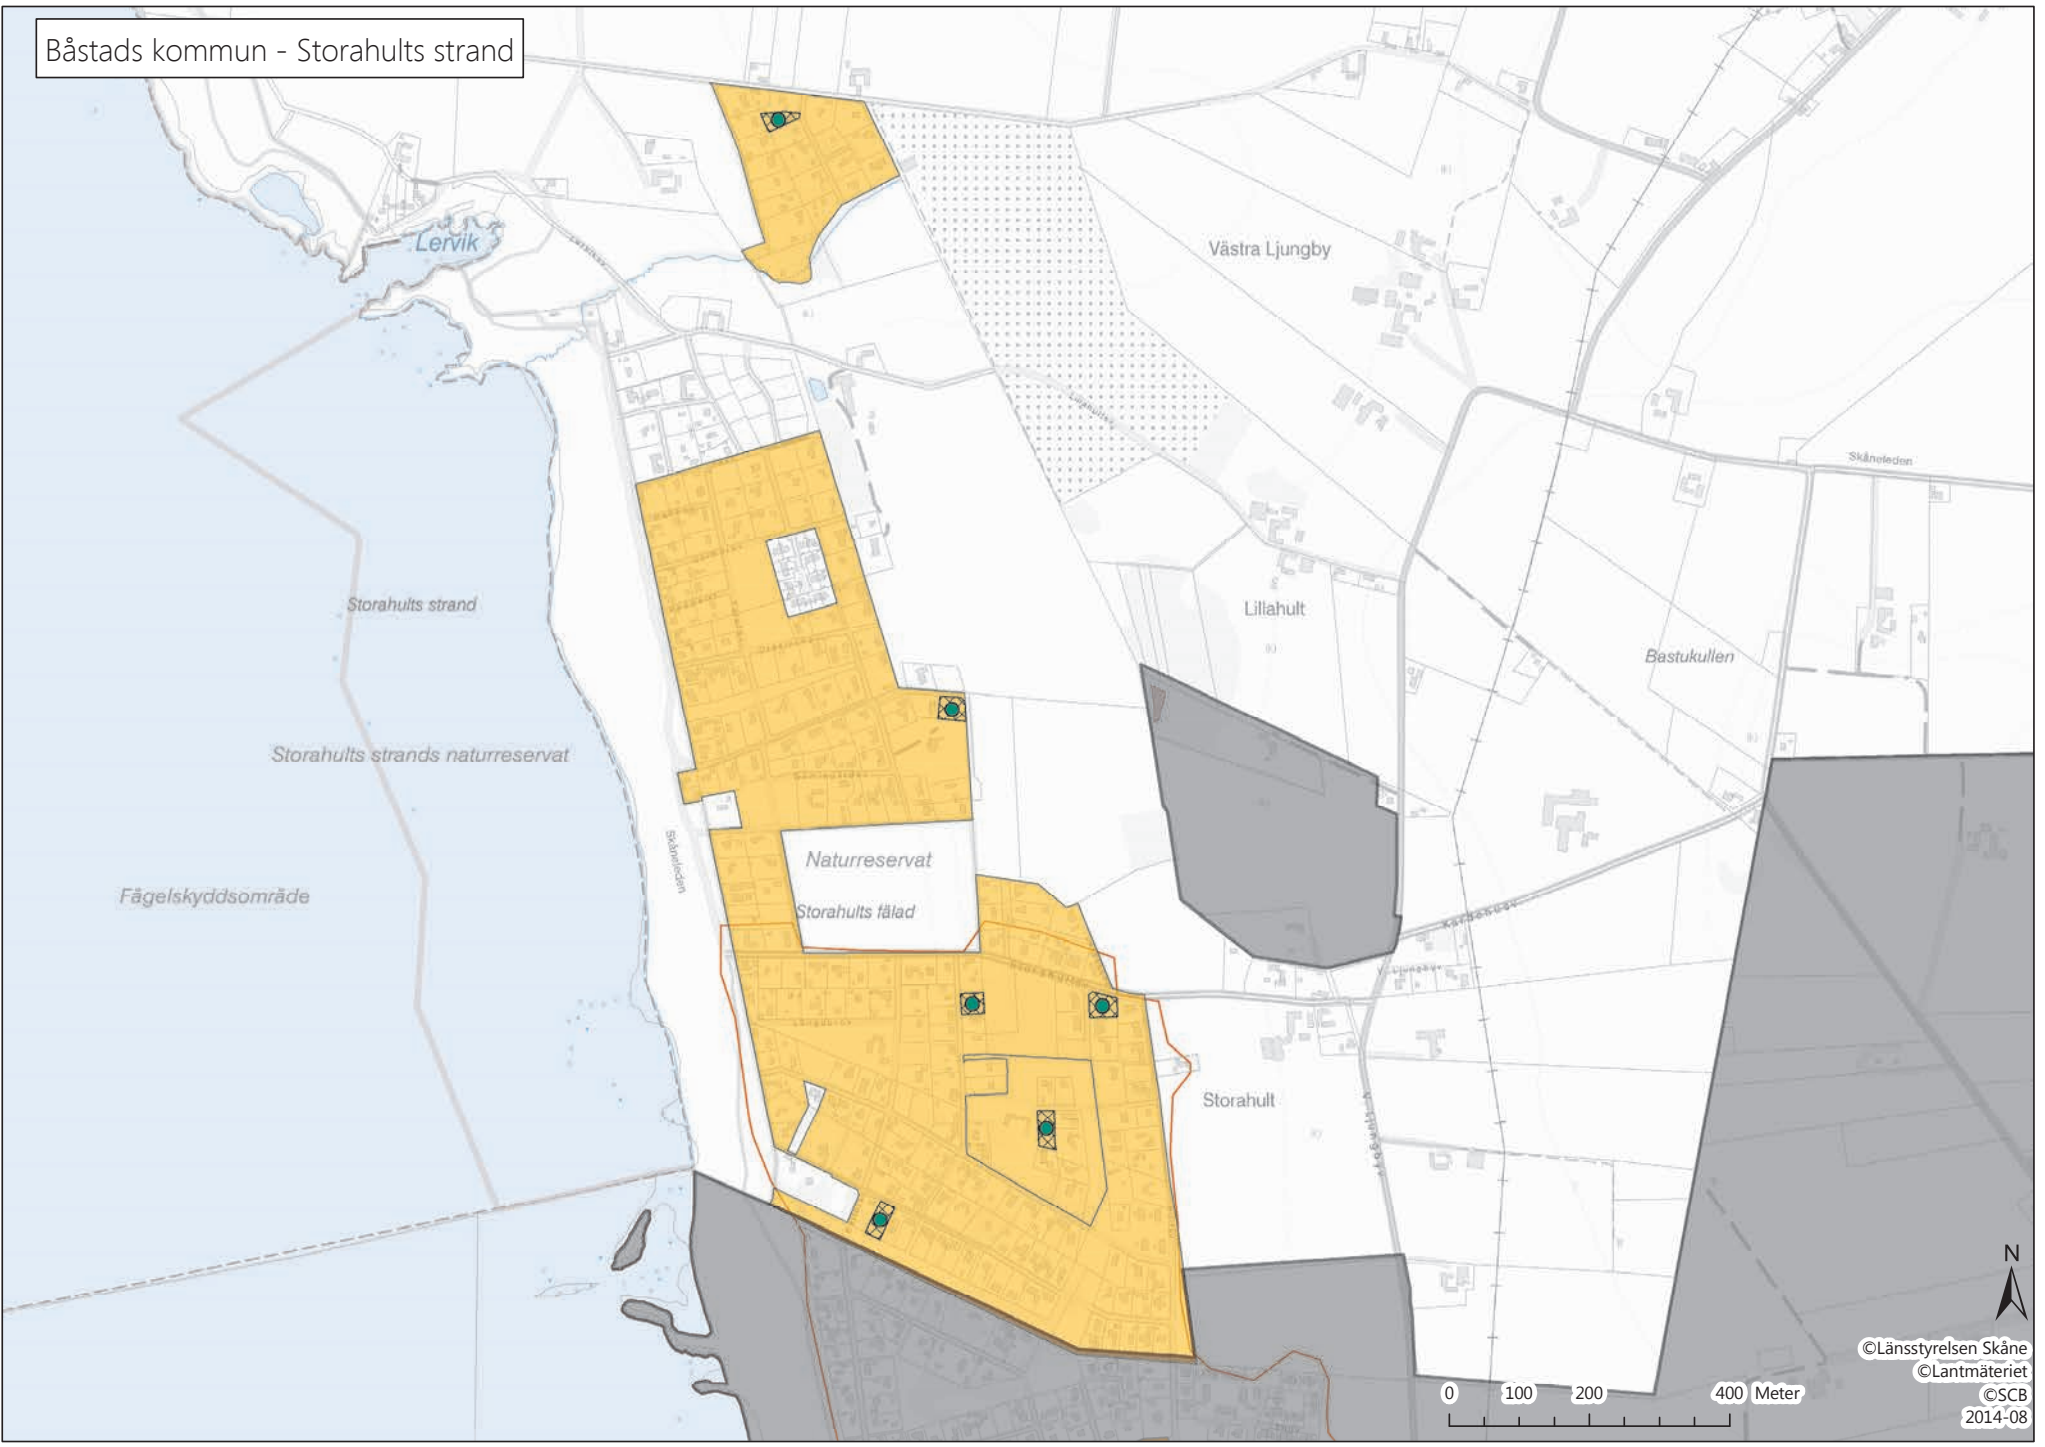 Båstads kommun - Storahults strand
Lervik
Västra Ljungby
Skåneleden
Storahults strand
Lillahult
Bastukullen
Storahults strands naturreservat
Skåneleden
Naturreservat
Fågelskyddsområde
Storahults fälad
Storahult
V Ljungbyv
N
©Länsstyrelsen Skåne
©Lantmäteriet
©SCB
2014-08
0 100 200 400 Meter